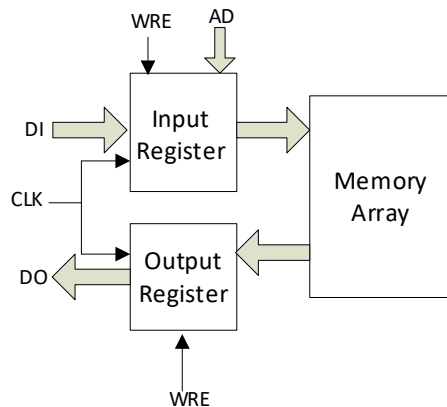 WRE
AD
DI
Input
Register
CLK
Memory
Array
DO
Output
Register
WRE